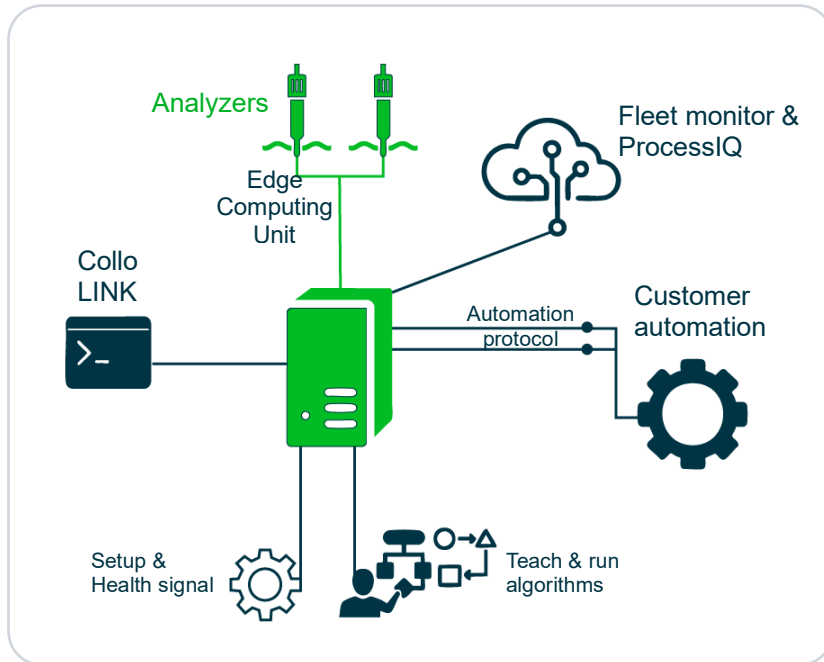 Analyzers
Fleet monitor &
ProcessIQ
Edge
Computing
Unit
Collo
LINK
>_
Automation
protocol
Customer
automation
Setup &
Health signal
Teach & run
algorithms